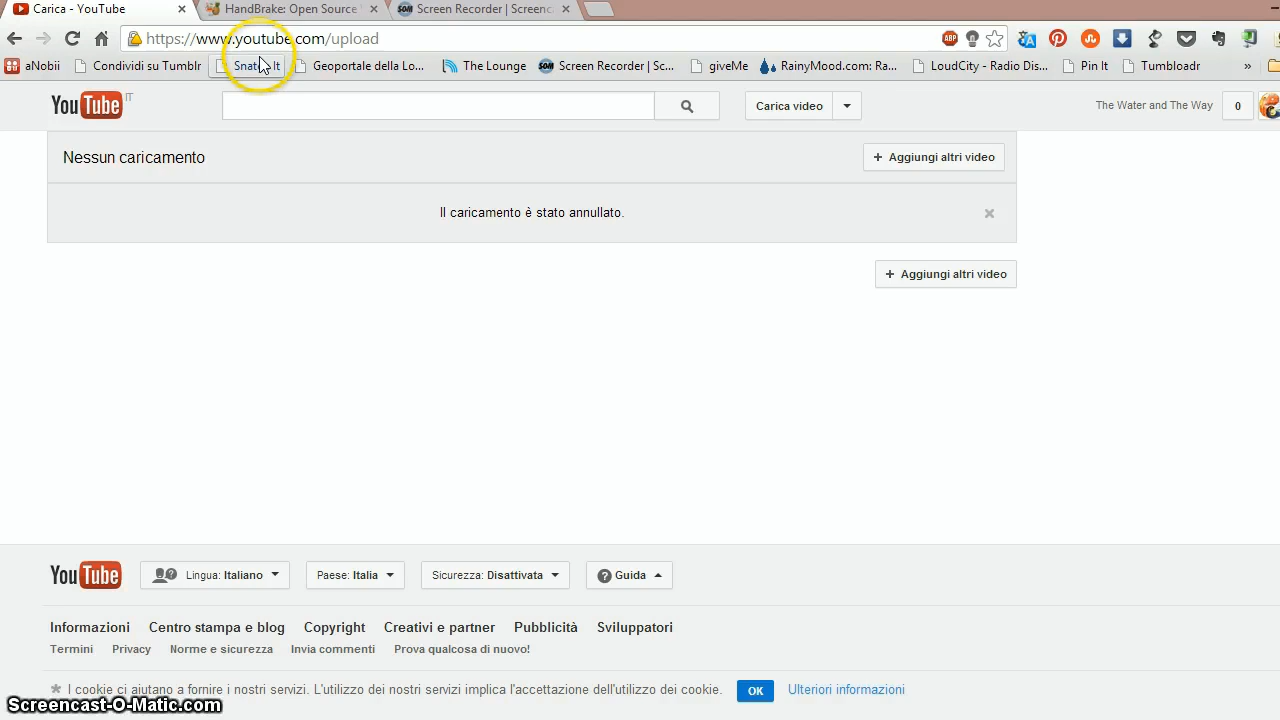 Carica - YouTube
HandBrake: Open Source
Screen Recorder | Screenc
https://www.youtube.com/upload
ABP
aNobii
Condividi su Tumblr
Geoportale della Lo...
The Lounge
SOM
Screen Recorder | Sc...
giveMe
RainyMood.com: Ra...
LoudCity - Radio Dis...
Pin It
Tumbloadr
»
YouTube IT
Carica video
The Water and The Way
0
Nessun caricamento
+ Aggiungi altri video
Il caricamento è stato annullato.
+ Aggiungi altri video
YouTube
Lingua: Italiano
Paese: Italia
Sicurezza: Disattivata
Guida
Informazioni
Centro stampa e blog
Copyright
Creativi e partner
Pubblicità
Sviluppatori
Termini
Privacy
Norme e sicurezza
Invia commenti
Prova qualcosa di nuovo!
I cookie ci aiutano a fornire i nostri servizi. L'utilizzo dei nostri servizi implica l'accettazione dell'utilizzo dei cookie.
OK
Ulteriori informazioni
Screencast-O-Matic.com